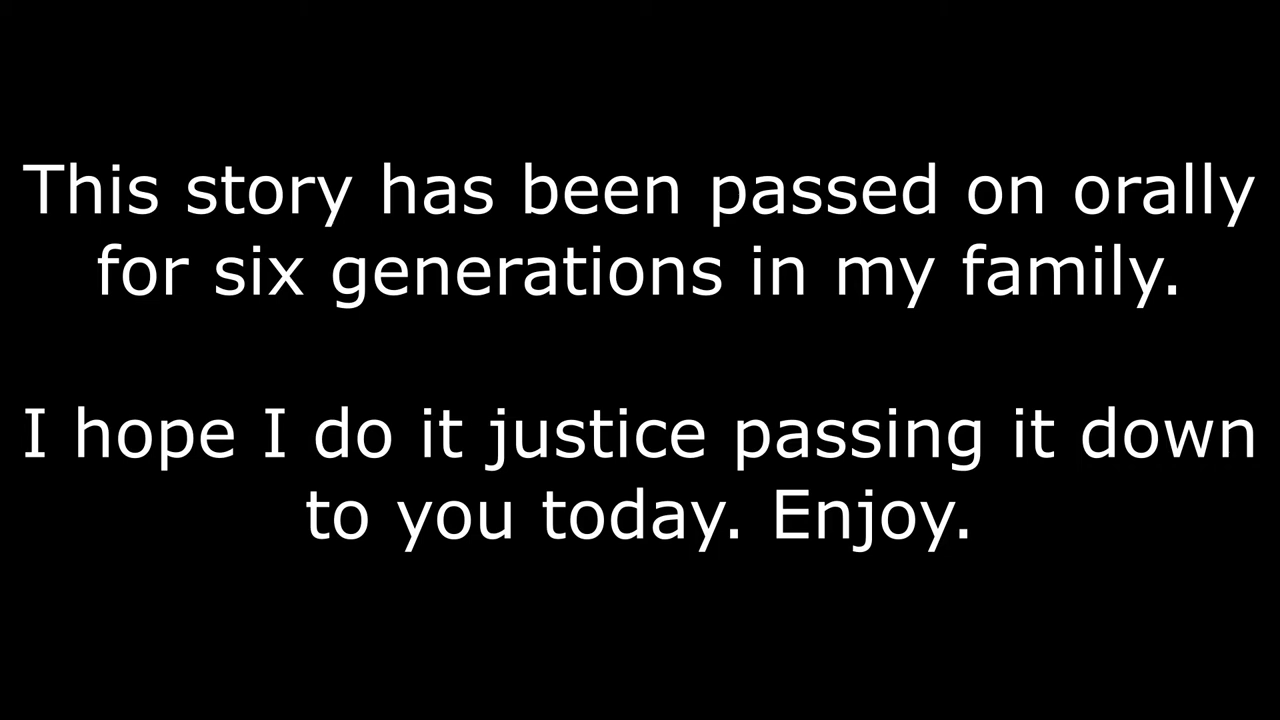 This story has been passed on orally
for six generations in my family.
I hope I do it justice passing it down
to you today. Enjoy.